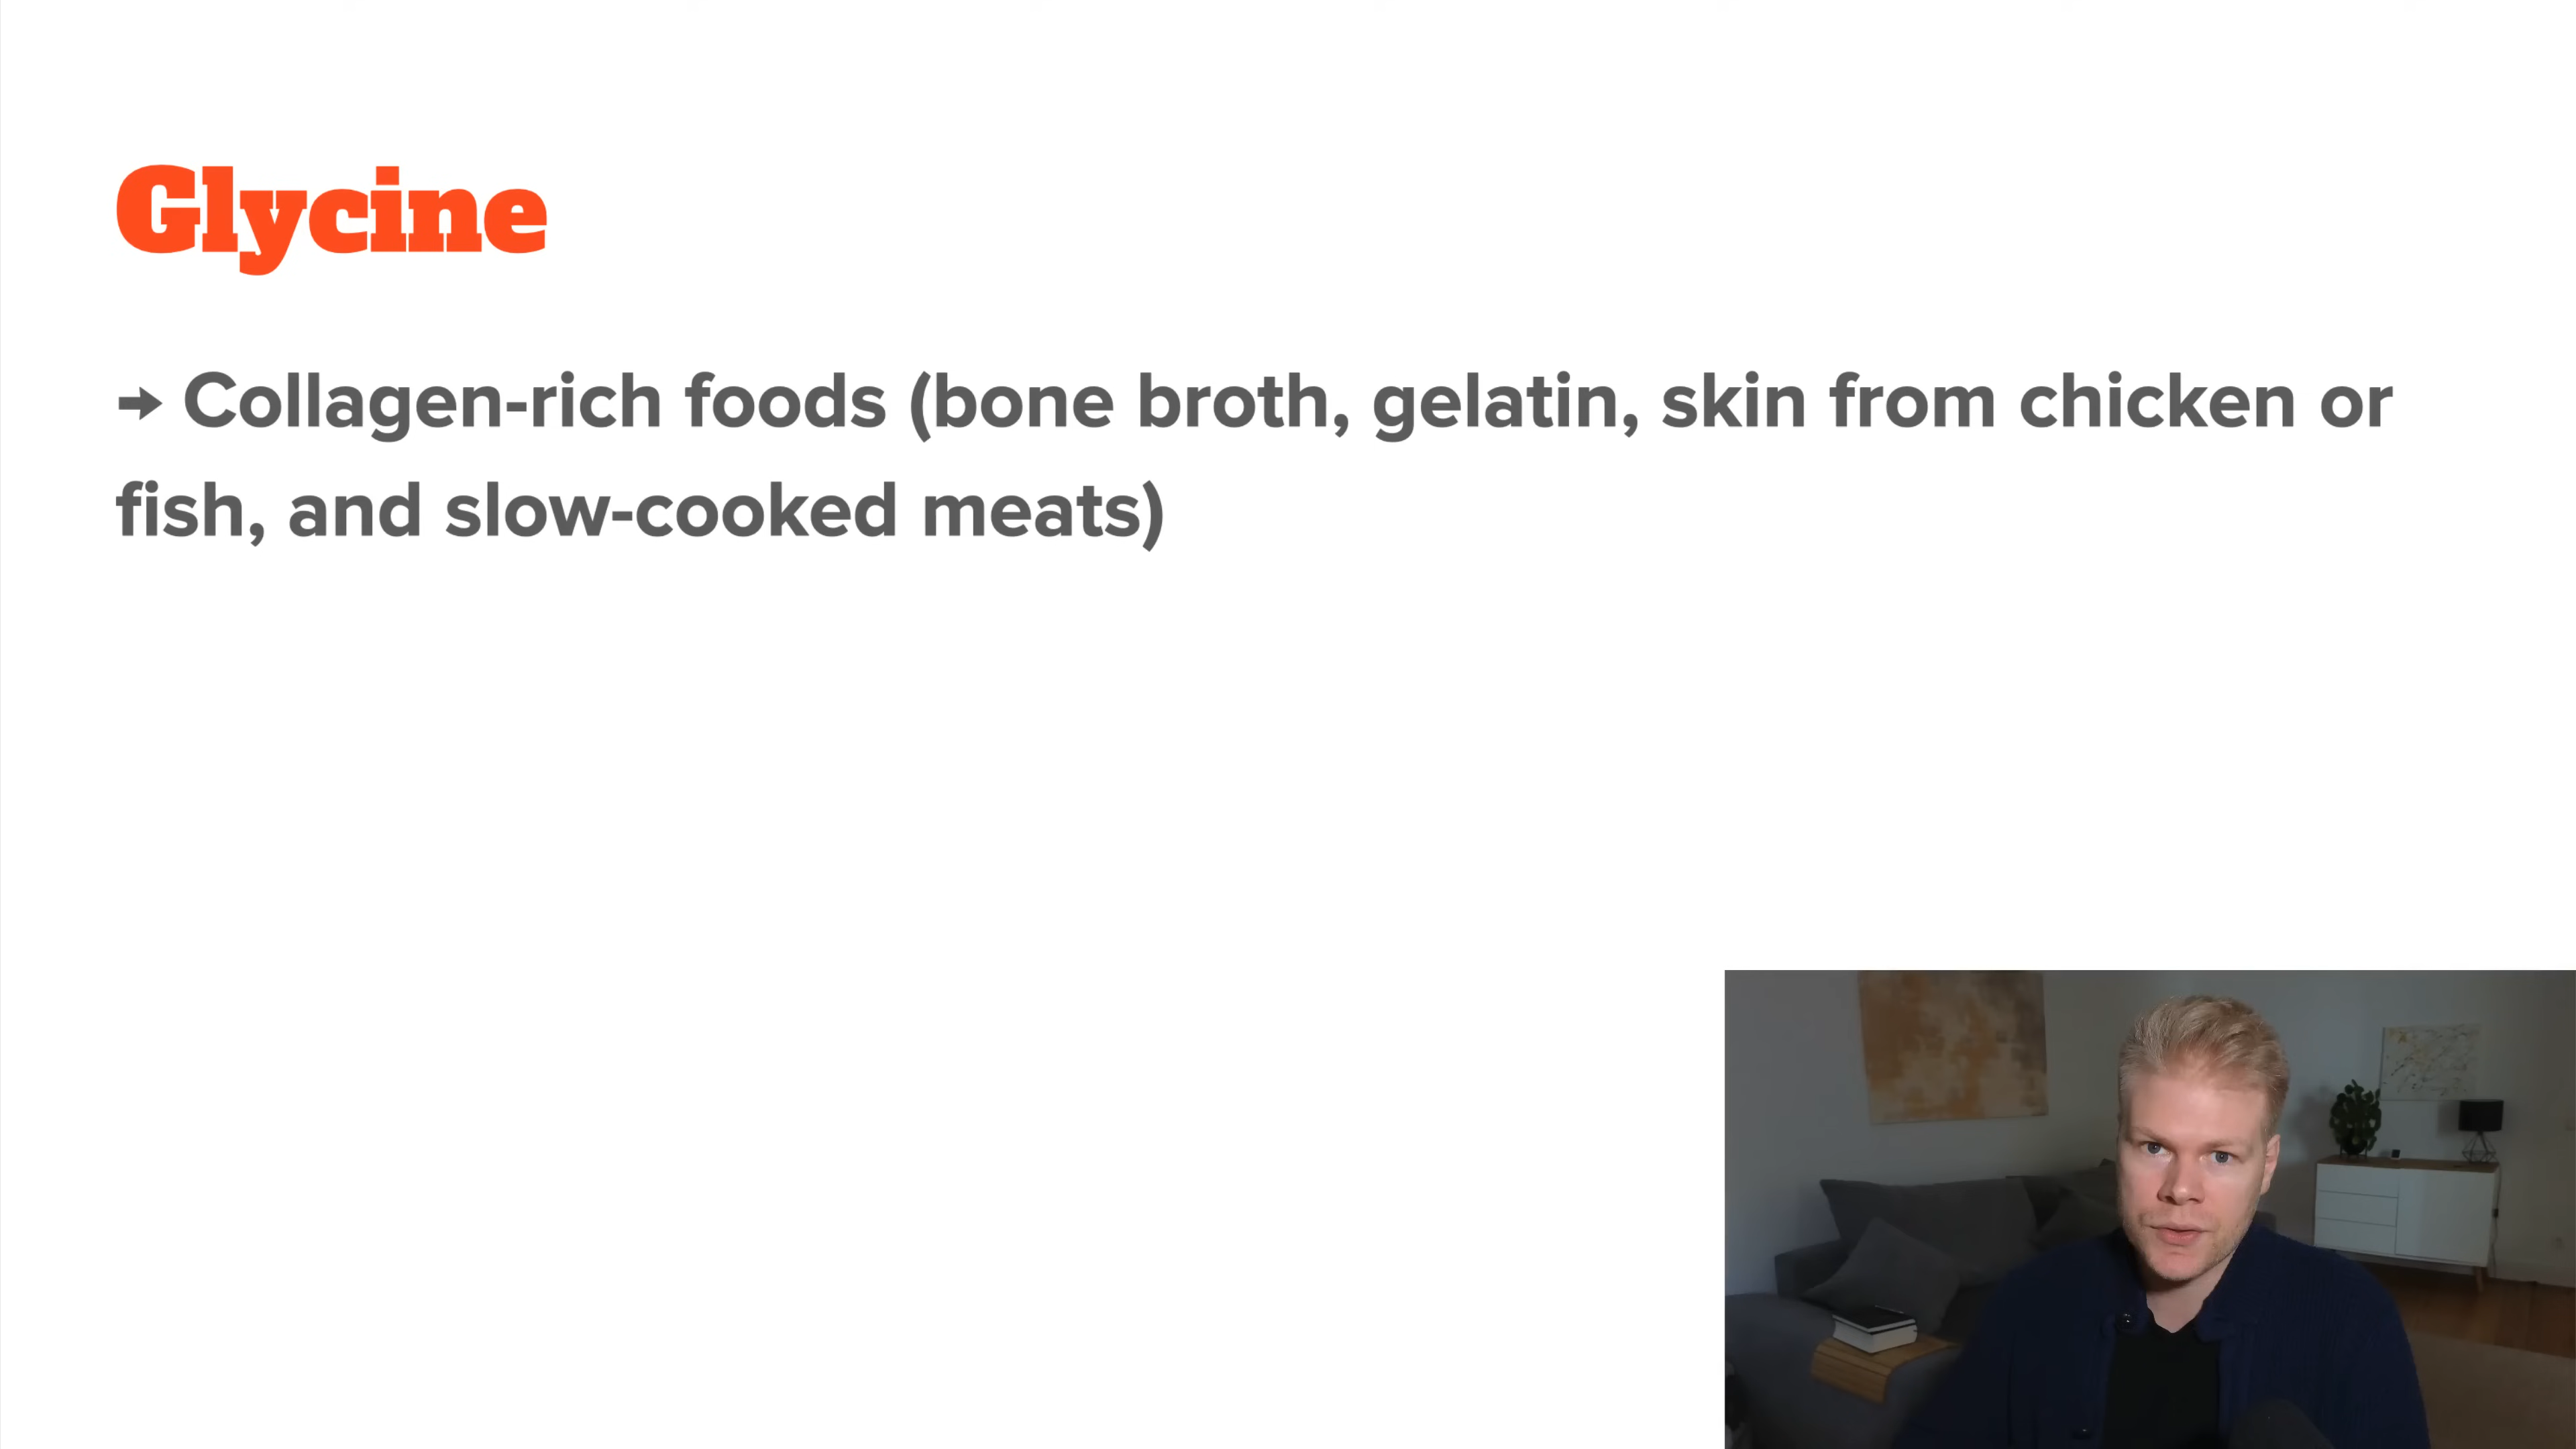 Glycine
→ Collagen-rich foods (bone broth, gelatin, skin from chicken or
fish, and slow-cooked meats)